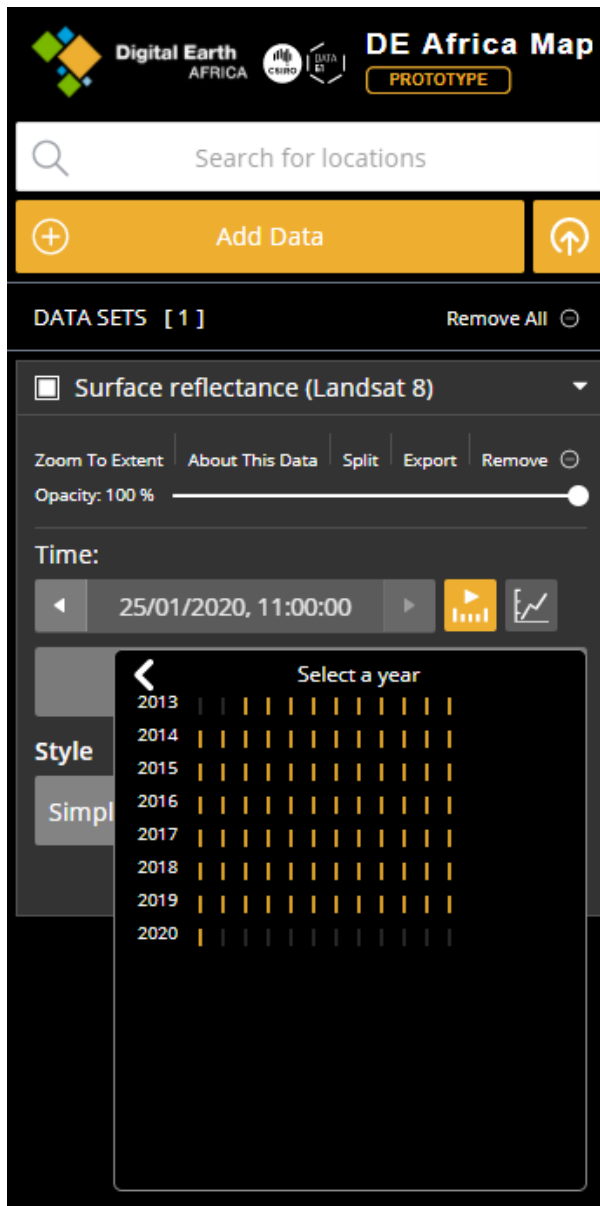 Digital Earth
AFRICA
CSIRO
DATA
61
DE Africa Map
PROTOTYPE
Search for locations
Add Data
DATA SETS [ 1 ]
Remove All
Surface reflectance (Landsat 8)
Zoom To Extent
About This Data
Split
Export
Remove
Opacity: 100 %
Time:
25/01/2020, 11:00:00
Select a year
2013
2014
2015
2016
2017
2018
2019
2020
Style
Simpl